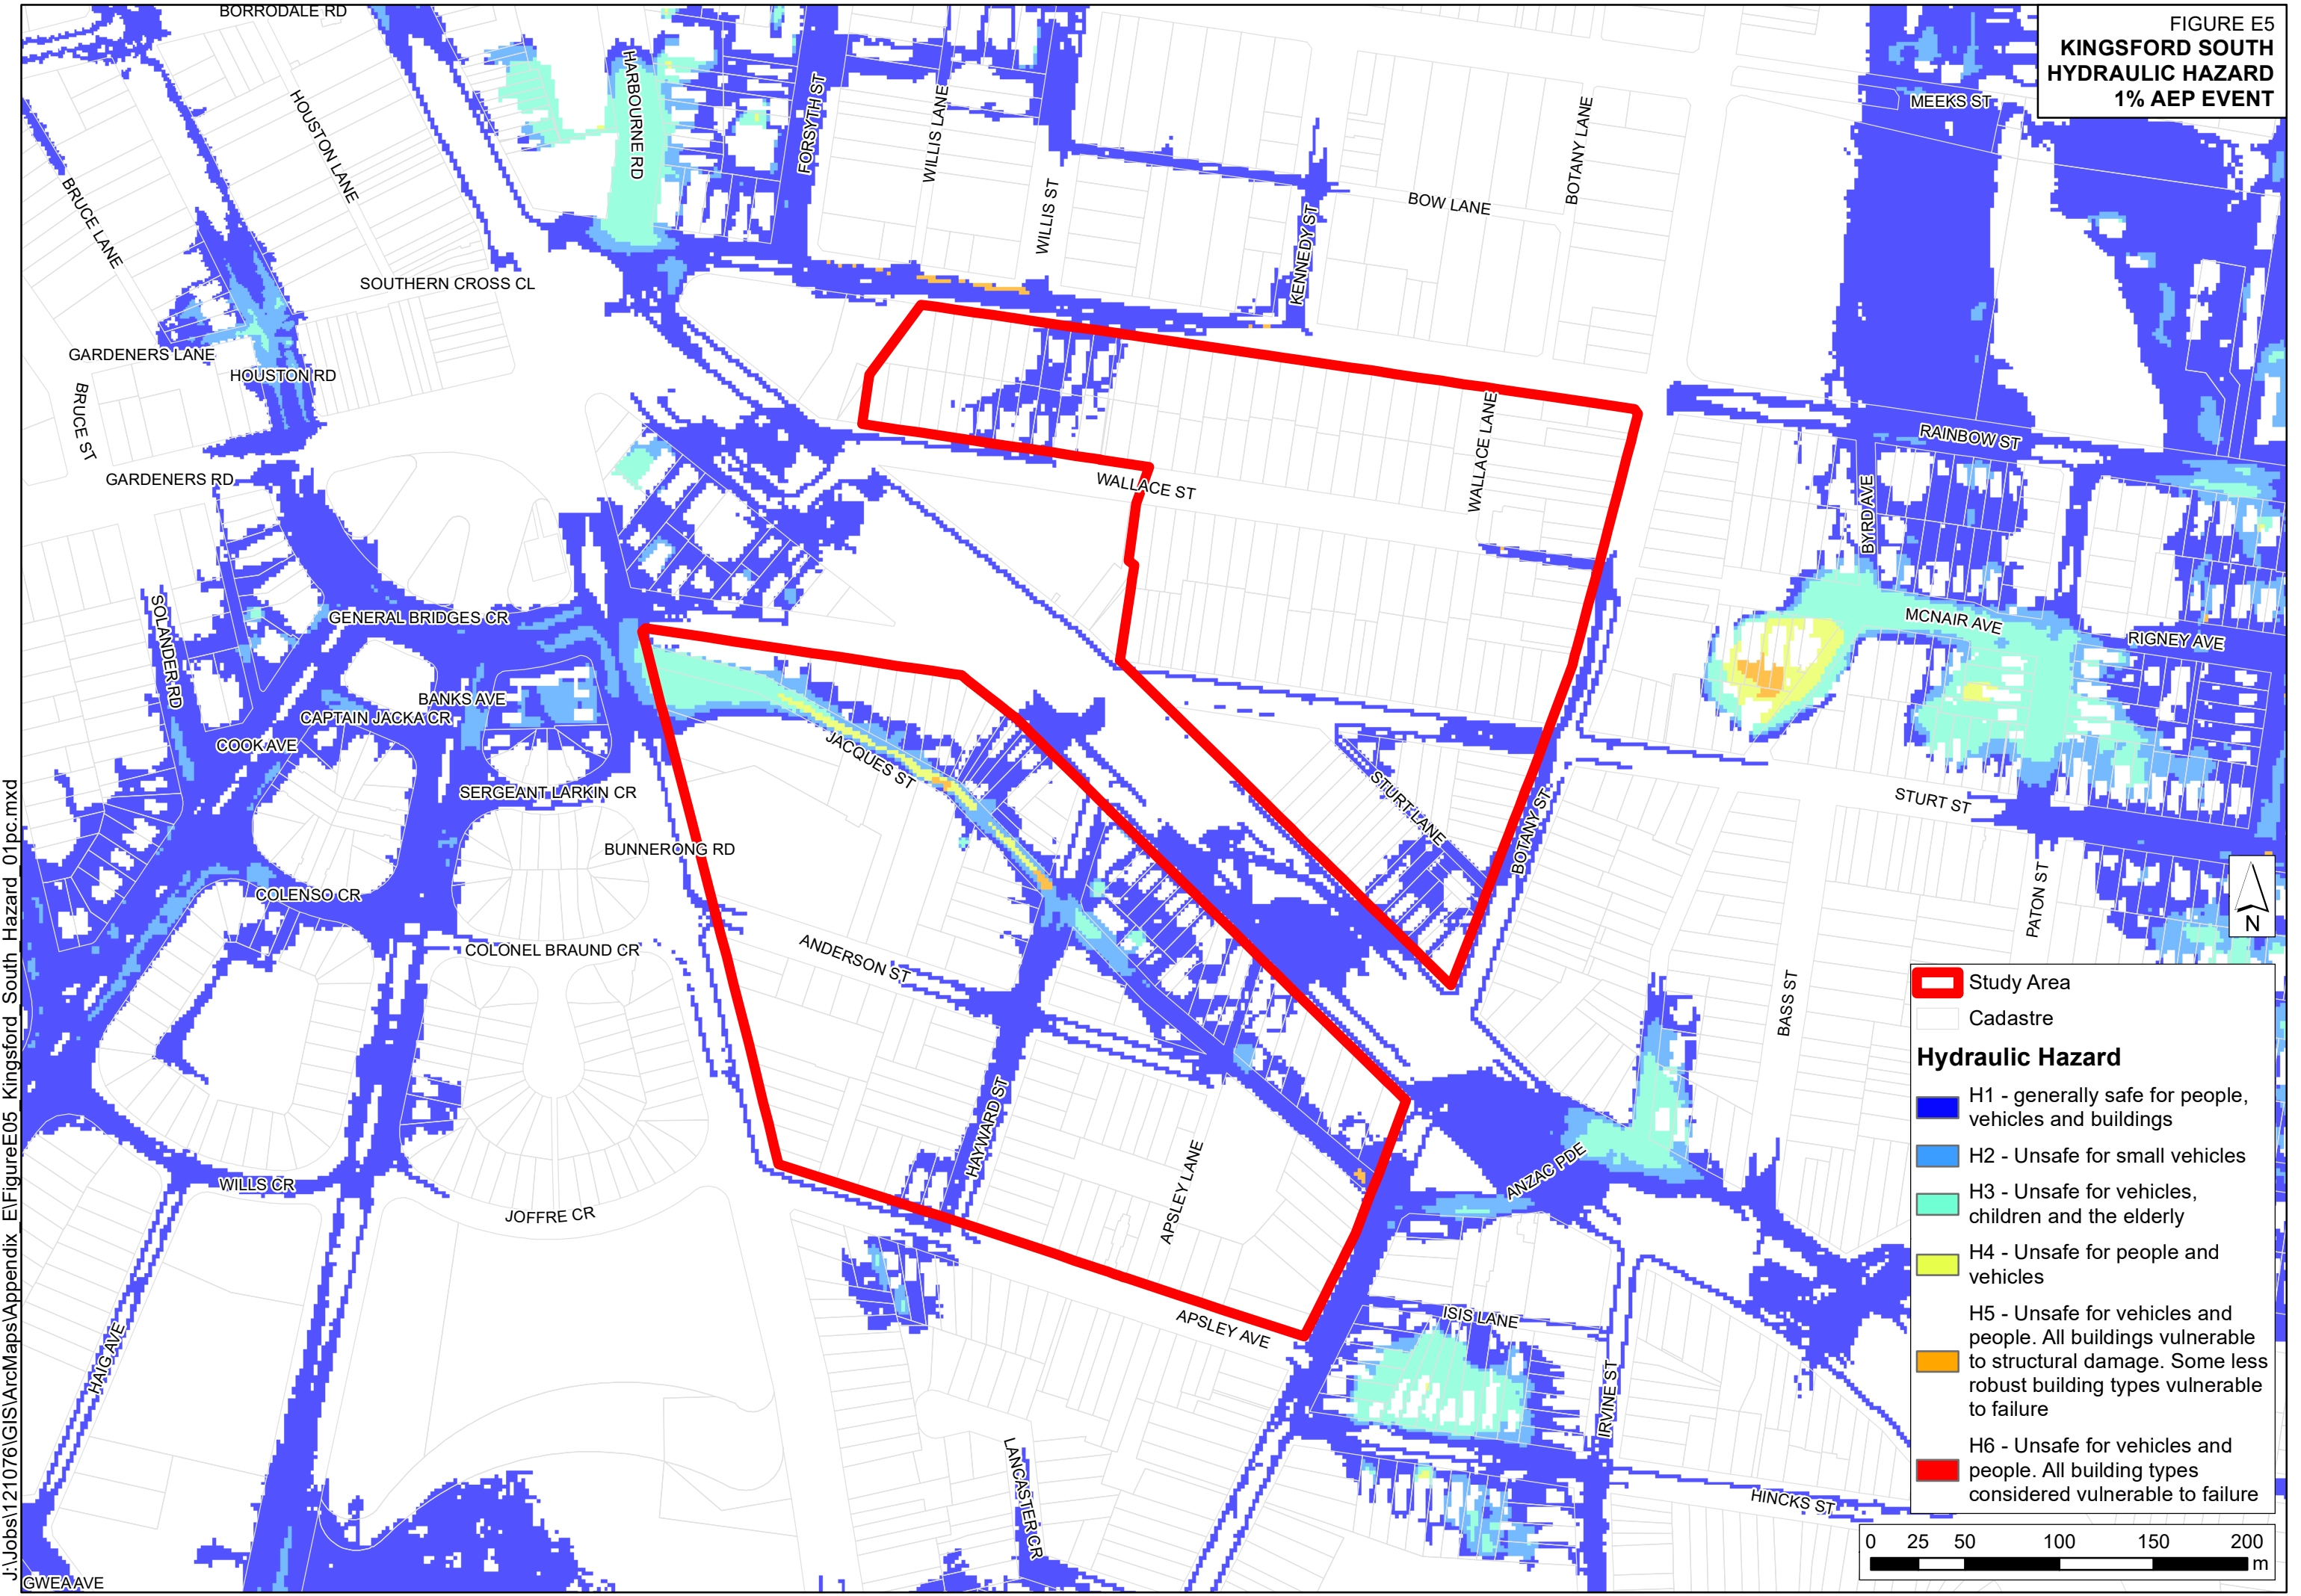 FIGURE E5
KINGSFORD SOUTH
HYDRAULIC HAZARD
1% AEP EVENT
BORRODALE RD
HOUSTON LANE
BRUCE LANE
HARBOURNE RD
FORSYTH ST
WILLIS LANE
WILLIS ST
KENNEDY ST
BOW LANE
BOTANY LANE
MEEKS ST
SOUTHERN CROSS CL
GARDENERS LANE
HOUSTON RD
BRUCE ST
GARDENERS RD
WALLACE ST
WALLACE LANE
RAINBOW ST
BYRD AVE
MCNAIR AVE
RIGNEY AVE
SOLANDER RD
GENERAL BRIDGES CR
BANKS AVE
CAPTAIN JACKA CR
COOK AVE
SERGEANT LARKIN CR
JACQUES ST
STURT LANE
BOTANY ST
STURT ST
BUNNERONG RD
COLENSO CR
COLONEL BRAUND CR
ANDERSON ST
PATON ST
BASS ST
HAYWARD ST
APSLEY LANE
ANZAC PDE
WILLS CR
JOFFRE CR
HAIG AVE
APSLEY AVE
ISIS LANE
IRVINE ST
LANCASTER CR
HINCKS ST
GWEA AVE
N
Study Area
Cadastre
Hydraulic Hazard
H1 - generally safe for people,
vehicles and buildings
H2 - Unsafe for small vehicles
H3 - Unsafe for vehicles,
children and the elderly
H4 - Unsafe for people and
vehicles
H5 - Unsafe for vehicles and
people. All buildings vulnerable
to structural damage. Some less
robust building types vulnerable
to failure
H6 - Unsafe for vehicles and
people. All building types
considered vulnerable to failure
0 25 50 100 150 200
m
J:\Jobs\121076\GIS\ArcMaps\Appendix_E\FigureE05_Kingsford_South_Hazard_01pc.mxd